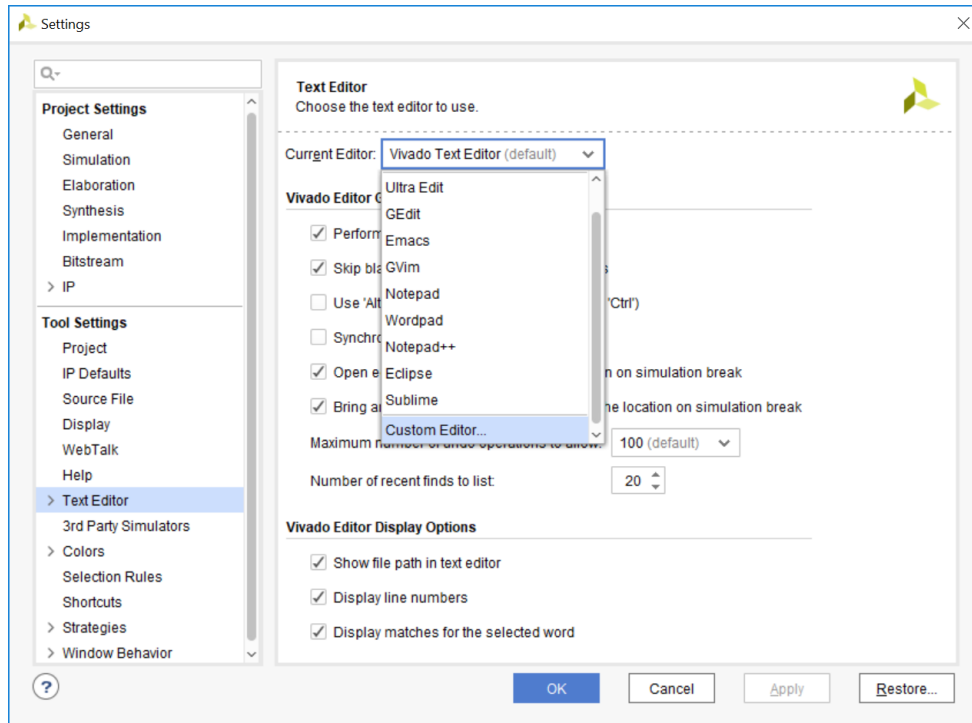 Settings
Project Settings
General
Simulation
Elaboration
Synthesis
Implementation
Bitstream
IP
Tool Settings
Project
IP Defaults
Source File
Display
WebTalk
Help
Text Editor
3rd Party Simulators
Colors
Selection Rules
Shortcuts
Strategies
Window Behavior
Text Editor
Choose the text editor to use.
Current Editor: Vivado Text Editor (default)
Ultra Edit
GEdit
Emacs
GVim
Notepad
Wordpad
Notepad++
Eclipse
Sublime
Custom Editor...
Vivado Editor
Perform
Skip
Use 'Alt 'Ctrl')
Open n on simulation break
Bring location on simulation break
Maximum number of undo operations to allow: 100 (default)
Number of recent finds to list: 20
Vivado Editor Display Options
Show file path in text editor
Display line numbers
Display matches for the selected word
?
OK
Cancel
Apply
Restore...